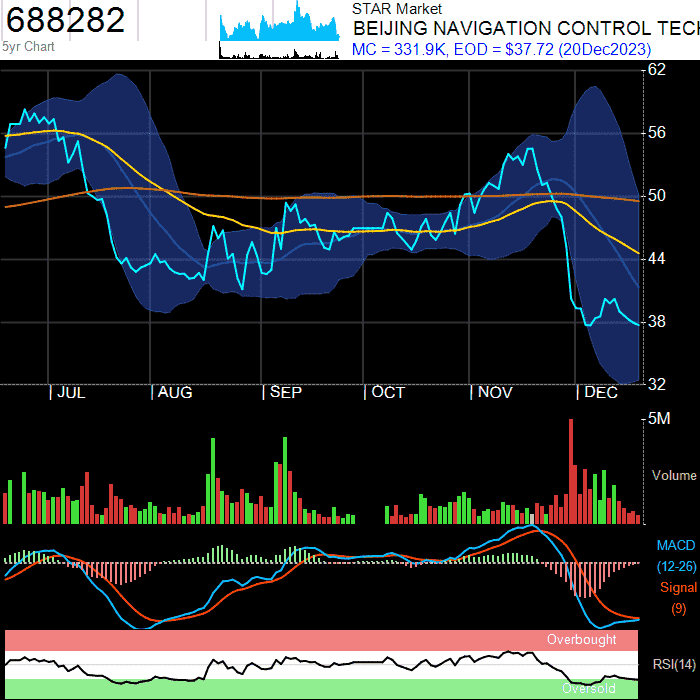 688282
5yr Chart
STAR Market
BEIJING NAVIGATION CONTROL TECH
MC = 331.9K, EOD = $37.72 (20Dec2023)
62
56
50
44
38
32
JUL AUG SEP OCT NOV DEC
5M
Volume
MACD
(12-26)
Signal
(9)
Overbought
RSI(14)
Oversold